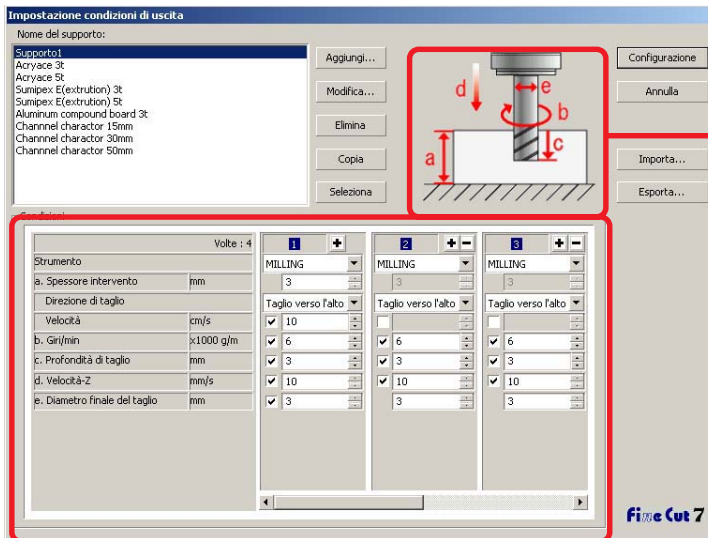 Impostazione condizioni di uscita
Nome del supporto:
Supporto1
Acryace 3t
Acryace 5t
Sumipex E(extrution) 3t
Sumipex E(extrution) 5t
Aluminum compound board 3t
Channnel charactor 15mm
Channnel charactor 30mm
Channnel charactor 50mm
Aggiungi...
Modifica...
Elimina
Copia
Seleziona
d
e
b
a
c
Configurazione
Annulla
Importa...
Esporta...
Condizioni
Volte : 4 1 + 2 + - 3 + -
Strumento MILLING MILLING MILLING
a. Spessore intervento mm 3 3 3
Direzione di taglio Taglio verso l'alto Taglio verso l'alto Taglio verso l'alto
Velocità cm/s 10
b. Giri/min x1000 g/m 6 6 6
c. Profondità di taglio mm 3 3 3
d. Velocità-Z mm/s 10 10 10
e. Diametro finale del taglio mm 3 3 3
Fine Cut 7